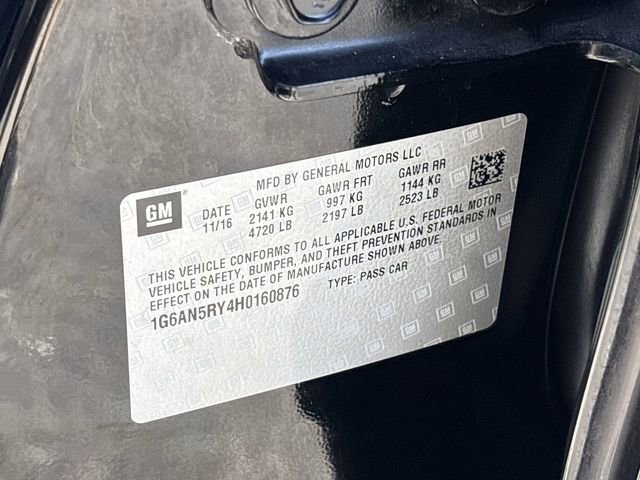 GM
MFD BY GENERAL MOTORS LLC
DATE GVWR GAWR FRT GAWR RR
11/16 2141 KG 997 KG 1144 KG
4720 LB 2197 LB 2523 LB
THIS VEHICLE CONFORMS TO ALL APPLICABLE U.S. FEDERAL MOTOR
VEHICLE SAFETY, BUMPER, AND THEFT PREVENTION STANDARDS IN
EFFECT ON THE DATE OF MANUFACTURE SHOWN ABOVE.
1G6AN5RY4H0160876 TYPE: PASS CAR